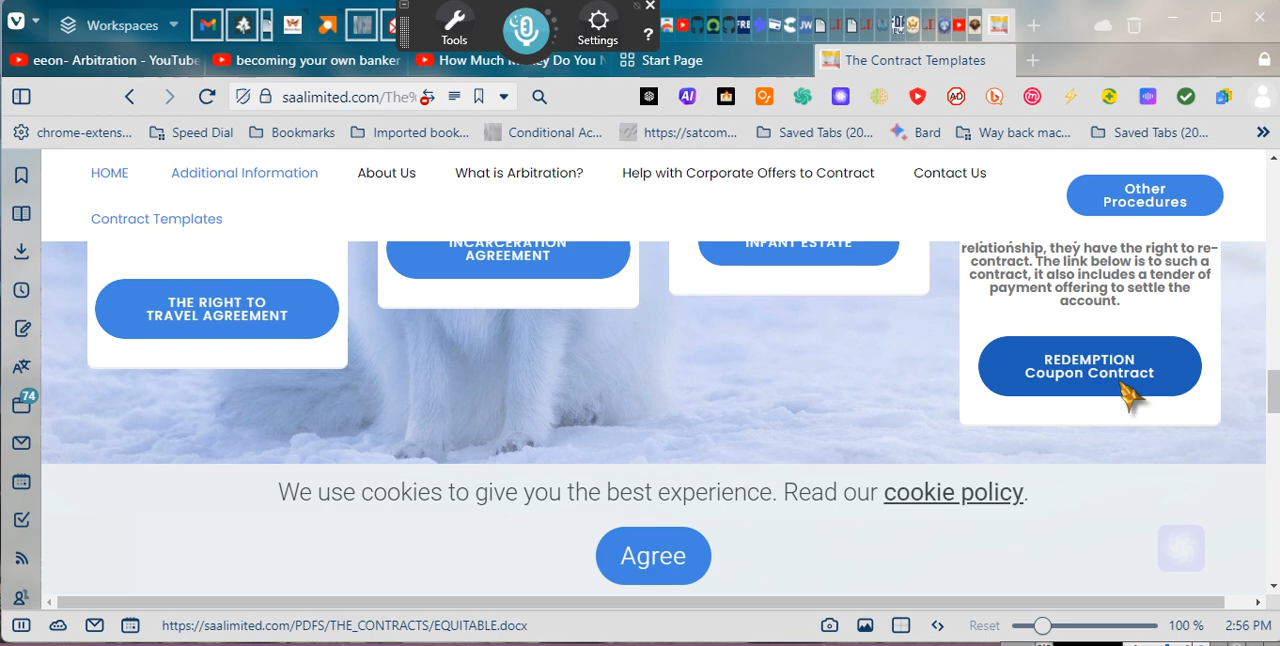 Workspaces
Tools
Settings
?
eeon- Arbitration - YouTube
becoming your own banker
How Much Money Do You N
Start Page
The Contract Templates
saalimited.com/The%
chrome-extens...
Speed Dial
Bookmarks
Imported book...
Conditional Ac...
https://satcom...
Saved Tabs (20...
Bard
Way back mac...
Saved Tabs (20...
HOME
Additional Information
About Us
What is Arbitration?
Help with Corporate Offers to Contract
Contact Us
Other
Procedures
Contract Templates
INCARCERATION
AGREEMENT
INFANT ESTATE
relationship, they have the right to re-
contract. The link below is to such a
contract, it also includes a tender of
payment offering to settle the
account.
THE RIGHT TO
TRAVEL AGREEMENT
REDEMPTION
Coupon Contract
74
We use cookies to give you the best experience. Read our cookie policy.
Agree
https://saalimited.com/PDFS/THE_CONTRACTS/EQUITABLE.docx
Reset
100 %
2:56 PM